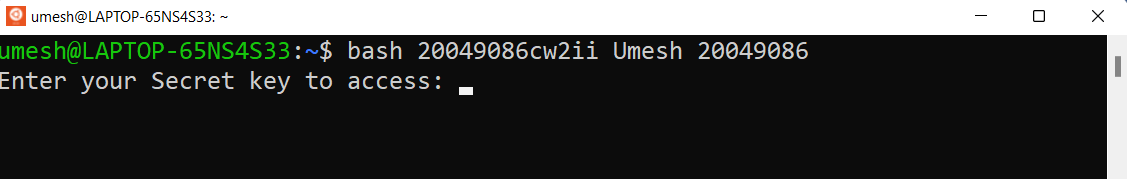 umesh@LAPTOP-65NS4S33: ~
umesh@LAPTOP-65NS4S33:~$ bash 20049086cw2ii Umesh 20049086
Enter your Secret key to access: